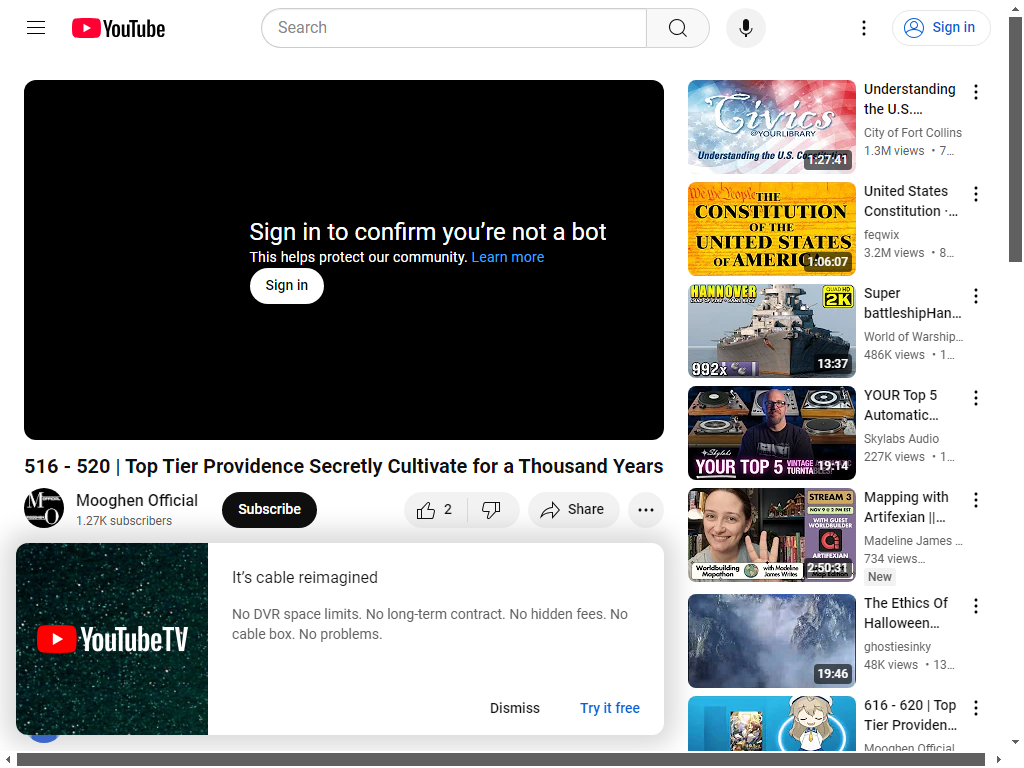 YouTube
Search
Sign in
Sign in to confirm you’re not a bot
This helps protect our community. Learn more
Sign in
516 - 520 | Top Tier Providence Secretly Cultivate for a Thousand Years
Mooghen Official
1.27K subscribers
Subscribe
2
Share
YouTubeTV
It’s cable reimagined
No DVR space limits. No long-term contract. No hidden fees. No
cable box. No problems.
Dismiss
Try it free
Civics
@YOURLIBRARY
Understanding the U.S. Constitution
1:27:41
Understanding
the U.S....
City of Fort Collins
1.3M views • 7...
We the People
THE
CONSTITUTION
OF THE
UNITED STATES
OF AMERICA
1:06:07
United States
Constitution ·...
feqwix
3.2M views • 8...
HANNOVER
QUAD HD
2K
992x
13:37
Super
battleshipHan...
World of Warship...
486K views • 1...
Skylabs
YOUR TOP 5
VINTAGE
19:14
YOUR Top 5
Automatic...
Skylabs Audio
227K views • 1...
STREAM 3
NOV 9 @ 2 PM EST
WITH GUEST
WORLDBUILDER
ARTIFEXIAN
Worldbuilding
Mapathon
with Madeline
James Writes
Map Edition
2:50:31
Mapping with
Artifexian ||...
Madeline James ...
734 views...
New
19:46
The Ethics Of
Halloween...
ghostiesinky
48K views • 13...
616 - 620 | Top
Tier Providen...
Mooghen Official